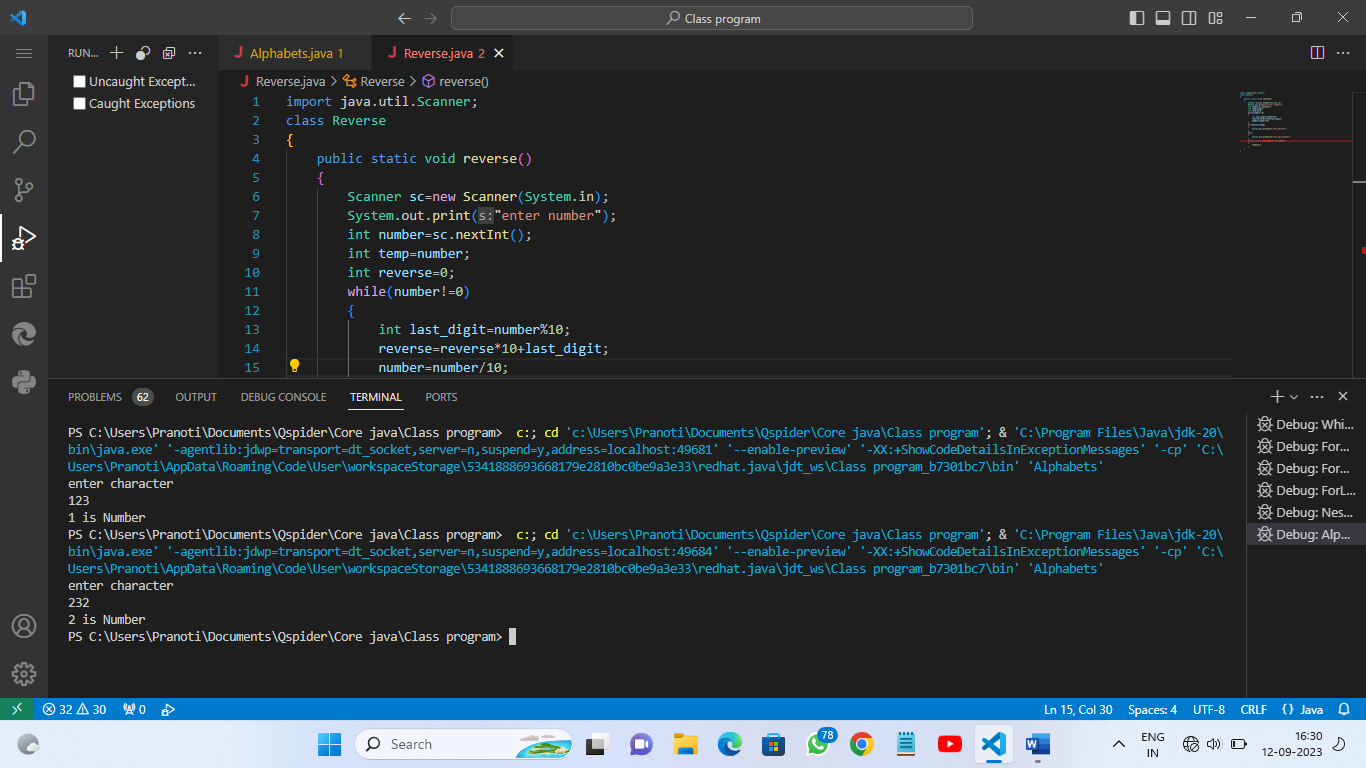 Class program
RUN...
Uncaught Except...
Caught Exceptions
Alphabets.java 1
Reverse.java 2
Reverse.java > Reverse > reverse()
1 import java.util.Scanner;
2 class Reverse
3 {
4 public static void reverse()
5 {
6 Scanner sc=new Scanner(System.in);
7 System.out.print(s:"enter number");
8 int number=sc.nextInt();
9 int temp=number;
10 int reverse=0;
11 while(number!=0)
12 {
13 int last_digit=number%10;
14 reverse=reverse*10+last_digit;
15 number=number/10;
PROBLEMS 62 OUTPUT DEBUG CONSOLE TERMINAL PORTS
PS C:\Users\Pranoti\Documents\Qspider\Core java\Class program> c:; cd 'c:\Users\Pranoti\Documents\Qspider\Core java\Class program'; & 'C:\Program Files\Java\jdk-20\
bin\java.exe' '-agentlib:jdwp=transport=dt_socket,server=n,suspend=y,address=localhost:49681' '--enable-preview' '-XX:+ShowCodeDetailsInExceptionMessages' '-cp' 'C:\
Users\Pranoti\AppData\Roaming\Code\User\workspaceStorage\5341888693668179e2810bc0be9a3e33\redhat.java\jdt_ws\Class program_b7301bc7\bin' 'Alphabets'
enter character
123
1 is Number
PS C:\Users\Pranoti\Documents\Qspider\Core java\Class program> c:; cd 'c:\Users\Pranoti\Documents\Qspider\Core java\Class program'; & 'C:\Program Files\Java\jdk-20\
bin\java.exe' '-agentlib:jdwp=transport=dt_socket,server=n,suspend=y,address=localhost:49684' '--enable-preview' '-XX:+ShowCodeDetailsInExceptionMessages' '-cp' 'C:\
Users\Pranoti\AppData\Roaming\Code\User\workspaceStorage\5341888693668179e2810bc0be9a3e33\redhat.java\jdt_ws\Class program_b7301bc7\bin' 'Alphabets'
enter character
232
2 is Number
PS C:\Users\Pranoti\Documents\Qspider\Core java\Class program>
Debug: Whi...
Debug: For...
Debug: For...
Debug: ForL...
Debug: Nes...
Debug: Alp...
32 30 0 Ln 15, Col 30 Spaces: 4 UTF-8 CRLF {} Java
Search
78
ENG
IN
16:30
12-09-2023